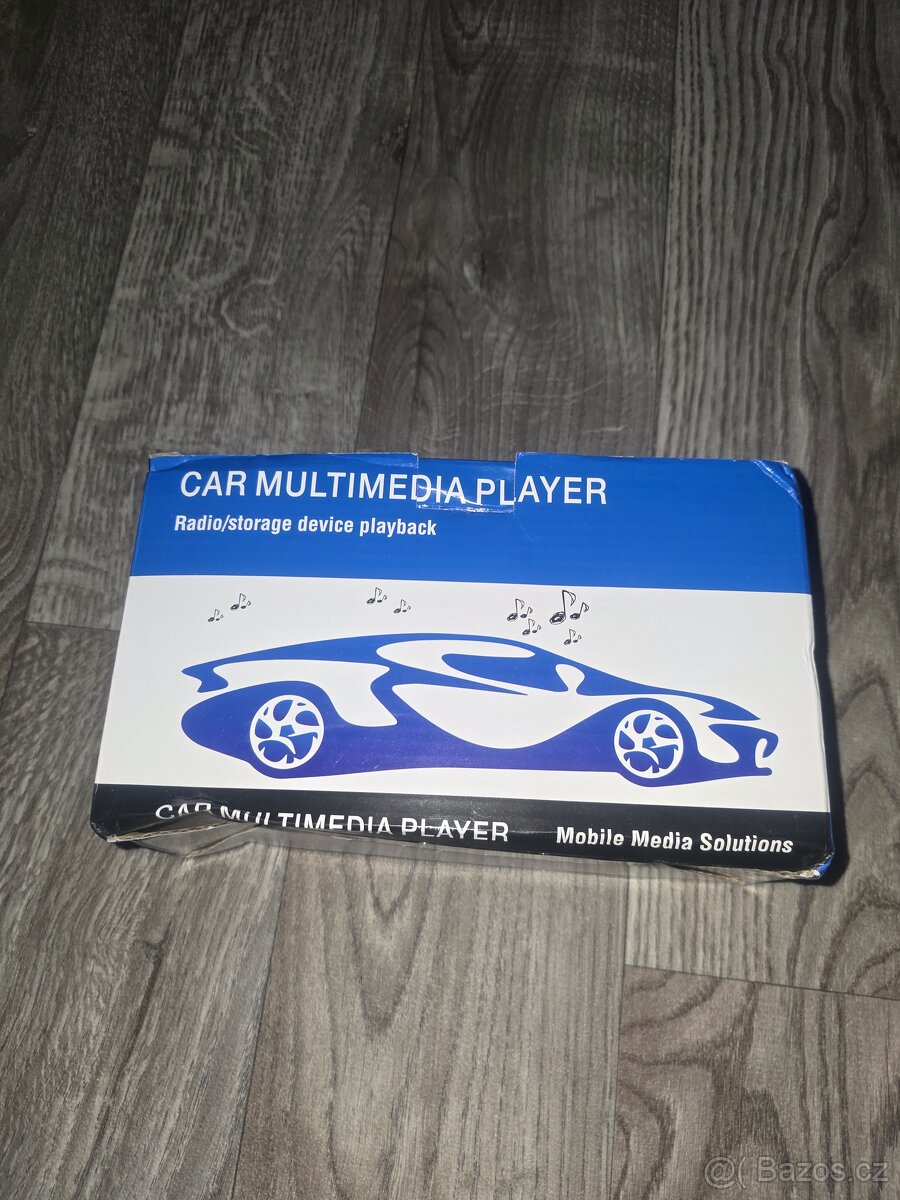 CAR MULTIMEDIA PLAYER
Radio/storage device playback
CAR MULTIMEDIA PLAYER
Mobile Media Solutions
@( Bazos.cz